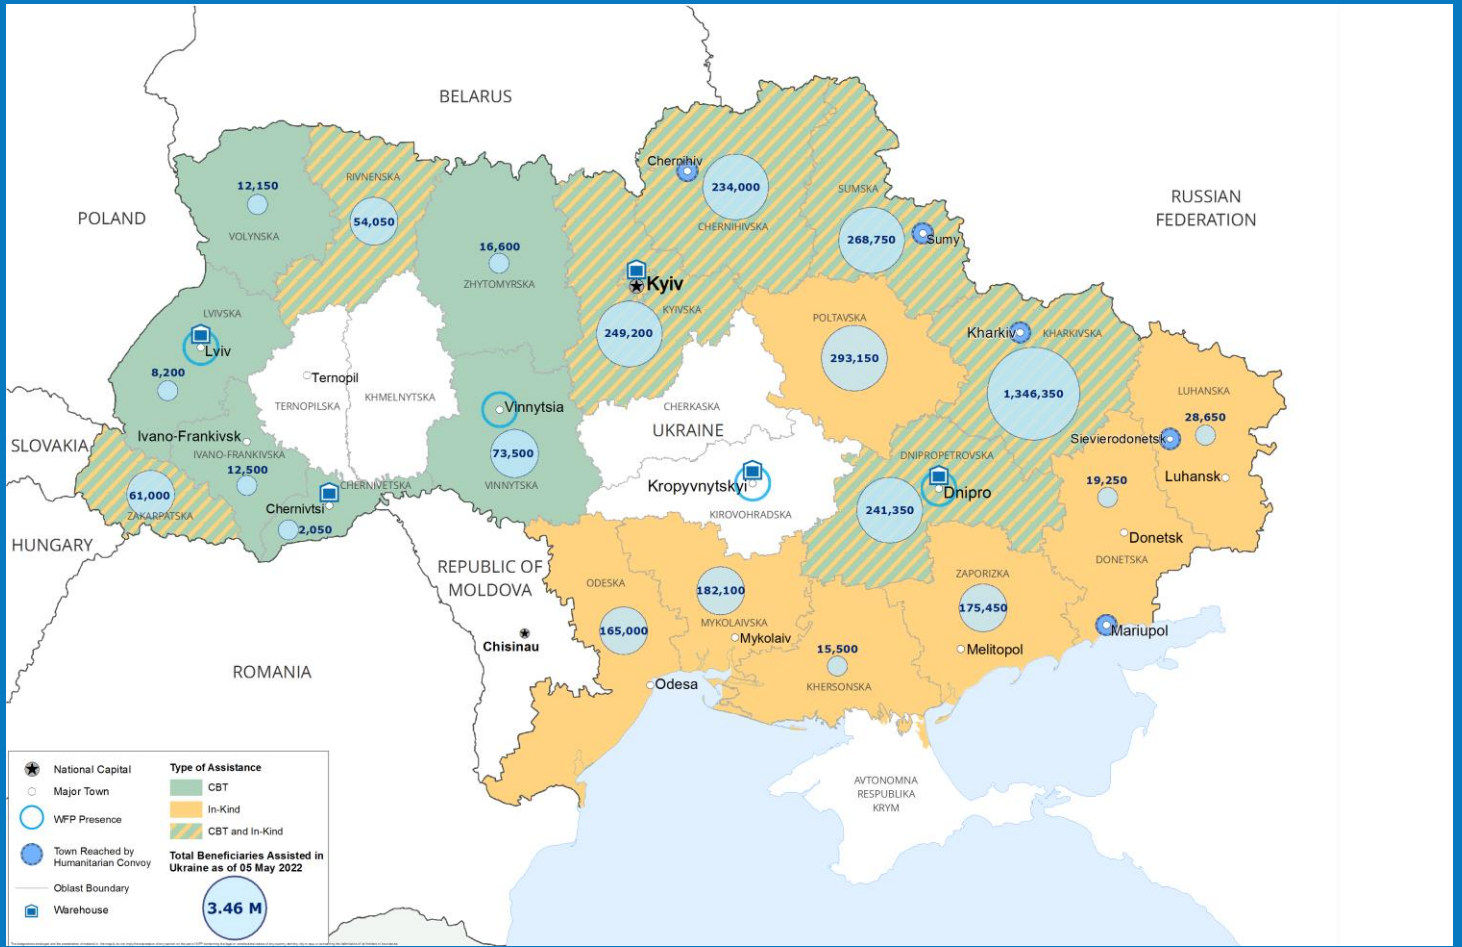 BELARUS
POLAND
RUSSIAN
FEDERATION
12,150
VOLYNSKA
RIVNENSKA
54,050
16,600
ZHYTOMYRSKA
Chernihiv
234,000
CHERNIHIVSKA
SUMSKA
268,750
Sumy
Kyiv
KYIVSKA
249,200
LVIVSKA
Lviv
8,200
Ternopil
TERNOPILSKA
KHMELNYTSKA
Vinnytsia
73,500
VINNYTSKA
CHERKASKA
UKRAINE
POLTAVSKA
293,150
Kharkiv
KHARKIVSKA
1,346,350
LUHANSKA
28,650
Sievierodonetsk
Luhansk
SLOVAKIA
Ivano-Frankivsk
IVANO-FRANKIVSKA
12,500
CHERNIVETSKA
Chernivtsi
2,050
61,000
ZAKARPATSKA
HUNGARY
Kropyvnytskyi
KIROVOHRADSKA
DNIPROPETROVSKA
Dnipro
241,350
19,250
Donetsk
DONETSKA
REPUBLIC OF
MOLDOVA
Chisinau
ODESKA
165,000
182,100
MYKOLAIVSKA
Mykolaiv
ZAPORIZKA
175,450
Mariupol
Melitopol
15,500
KHERSONSKA
Odesa
ROMANIA
AVTONOMNA
RESPUBLIKA
KRYM
National Capital
Major Town
WFP Presence
Town Reached by
Humanitarian Convoy
Oblast Boundary
Warehouse
Type of Assistance
CBT
In-Kind
CBT and In-Kind
Total Beneficiaries Assisted in
Ukraine as of 05 May 2022
3.46 M